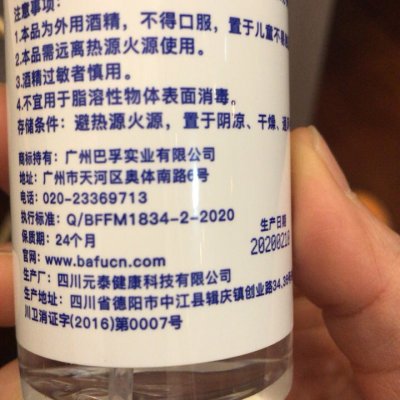 注意事项：
1.本品为外用酒精，不得口服，置于儿童不易
2.本品需远离热源火源使用。
3.酒精过敏者慎用。
4.不宜用于脂溶性物体表面消毒。
存储条件：避热源火源，置于阴凉、干燥、通风
商标持有：广州巴孚实业有限公司
地址：广州市天河区奥体南路6号
电话：020-23369713
执行标准：Q/BFFM1834-2-2020
保质期：24个月
生产日期
20200218
官网：www.bafucn.com
生产厂：四川元泰健康科技有限公司
生产地址：四川省德阳市中江县辑庆镇创业路34,36号
川卫消证字(2016)第0007号